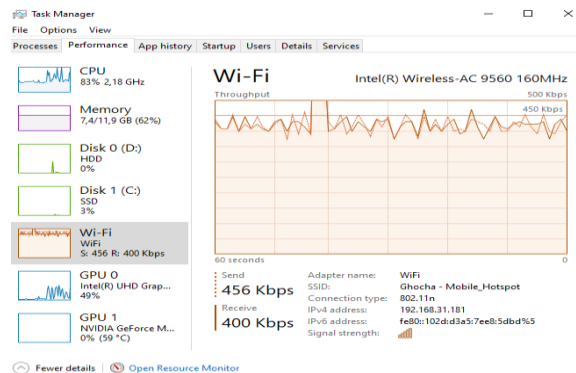 Task Manager
File Options View
Processes Performance App history Startup Users Details Services
CPU
83% 2,18 GHz
Memory
7,4/11,9 GB (62%)
Disk 0 (D:)
HDD
0%
Disk 1 (C:)
SSD
3%
Wi-Fi
WiFi
S: 456 R: 400 Kbps
GPU 0
Intel(R) UHD Grap...
49%
GPU 1
NVIDIA GeForce M...
0% (59 °C)
Wi-Fi Intel(R) Wireless-AC 9560 160MHz
Throughput 500 Kbps
450 Kbps
60 seconds 0
Send
456 Kbps
Receive
400 Kbps
Adapter name: WiFi
SSID: Ghocha - Mobile_Hotspot
Connection type: 802.11n
IPv4 address: 192.168.31.181
IPv6 address: fe80::102d:d3a5:7ee8:5dbd%5
Signal strength:
Fewer details Open Resource Monitor